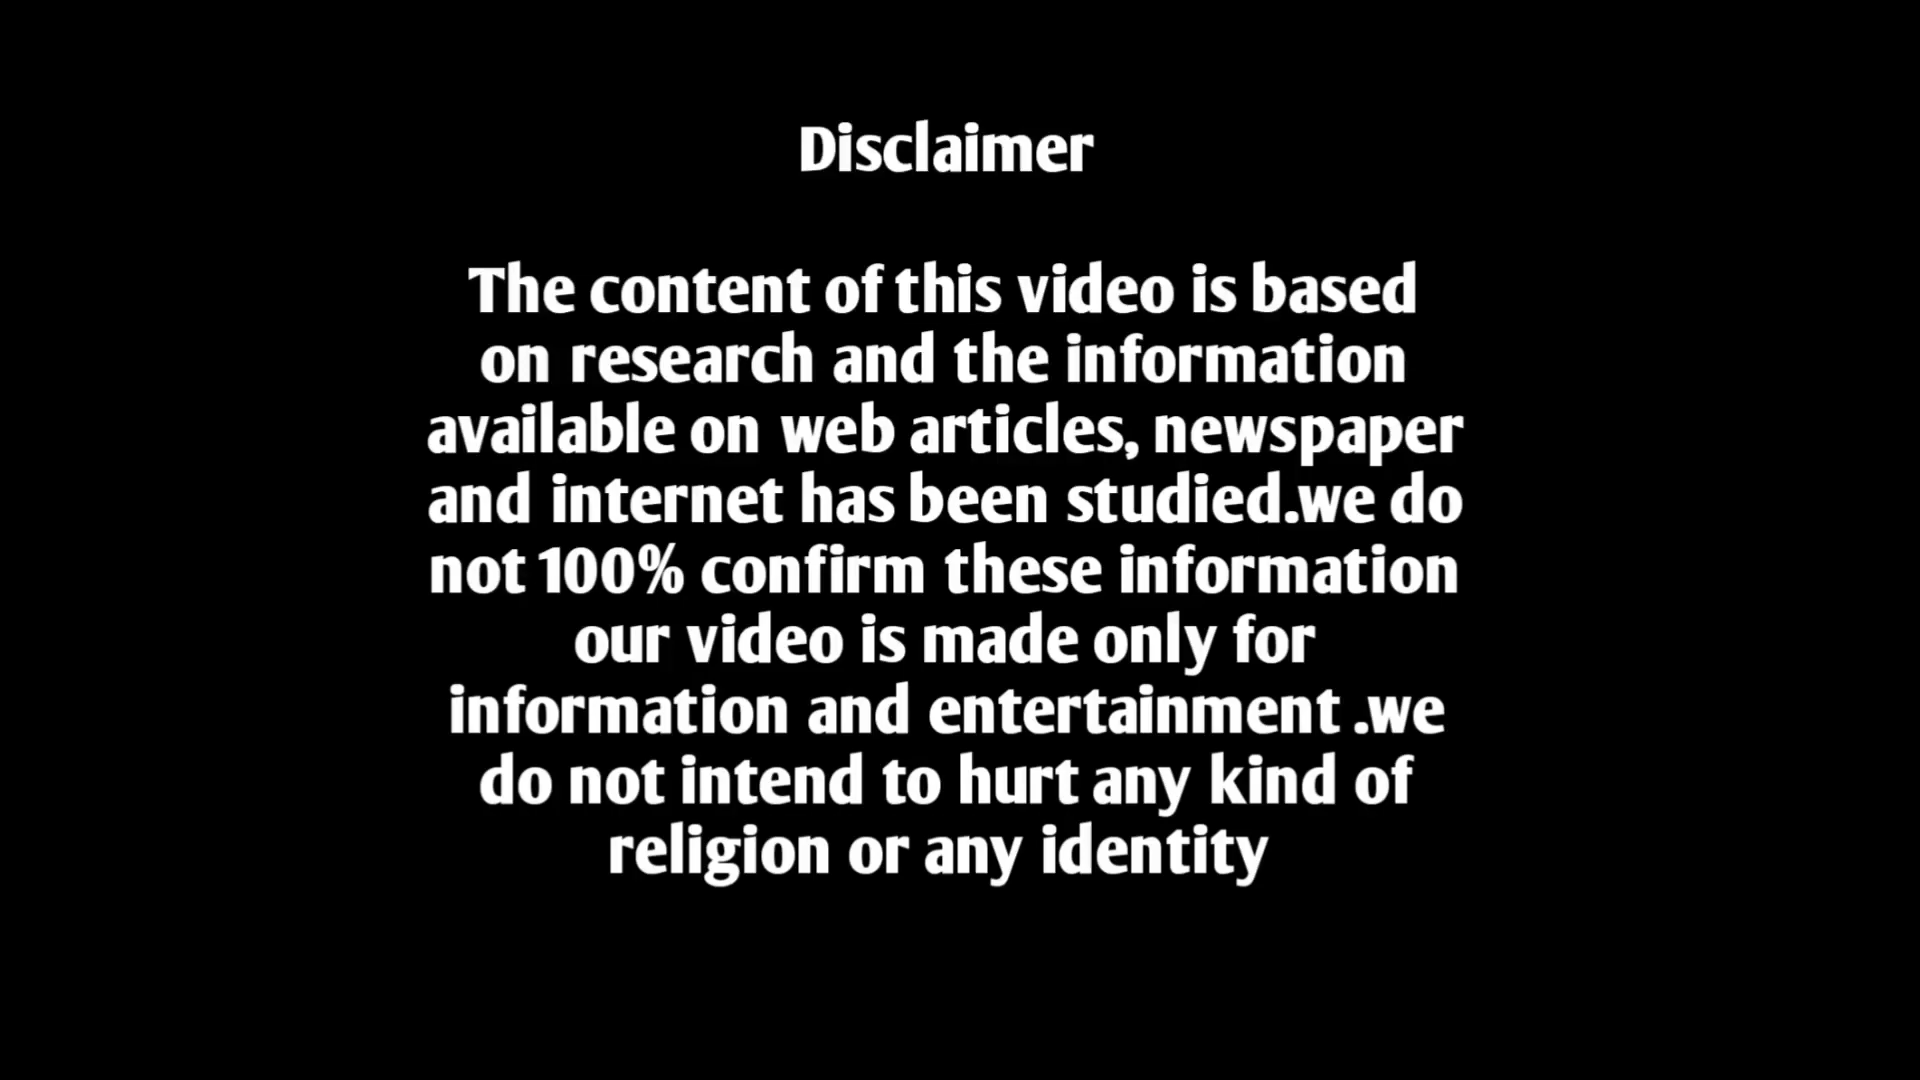 Disclaimer
The content of this video is based
on research and the information
available on web articles, newspaper
and internet has been studied.we do
not 100% confirm these information
our video is made only for
information and entertainment .we
do not intend to hurt any kind of
religion or any identity